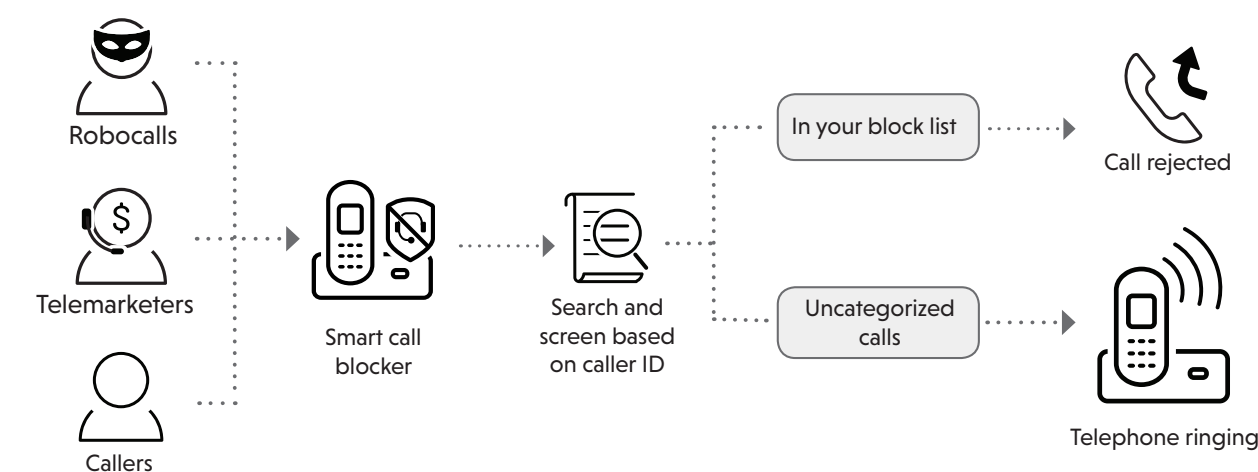 Robocalls
Telemarketers
Callers
Smart call
blocker
Search and
screen based
on caller ID
In your block list
Call rejected
Uncategorized
calls
Telephone ringing
$